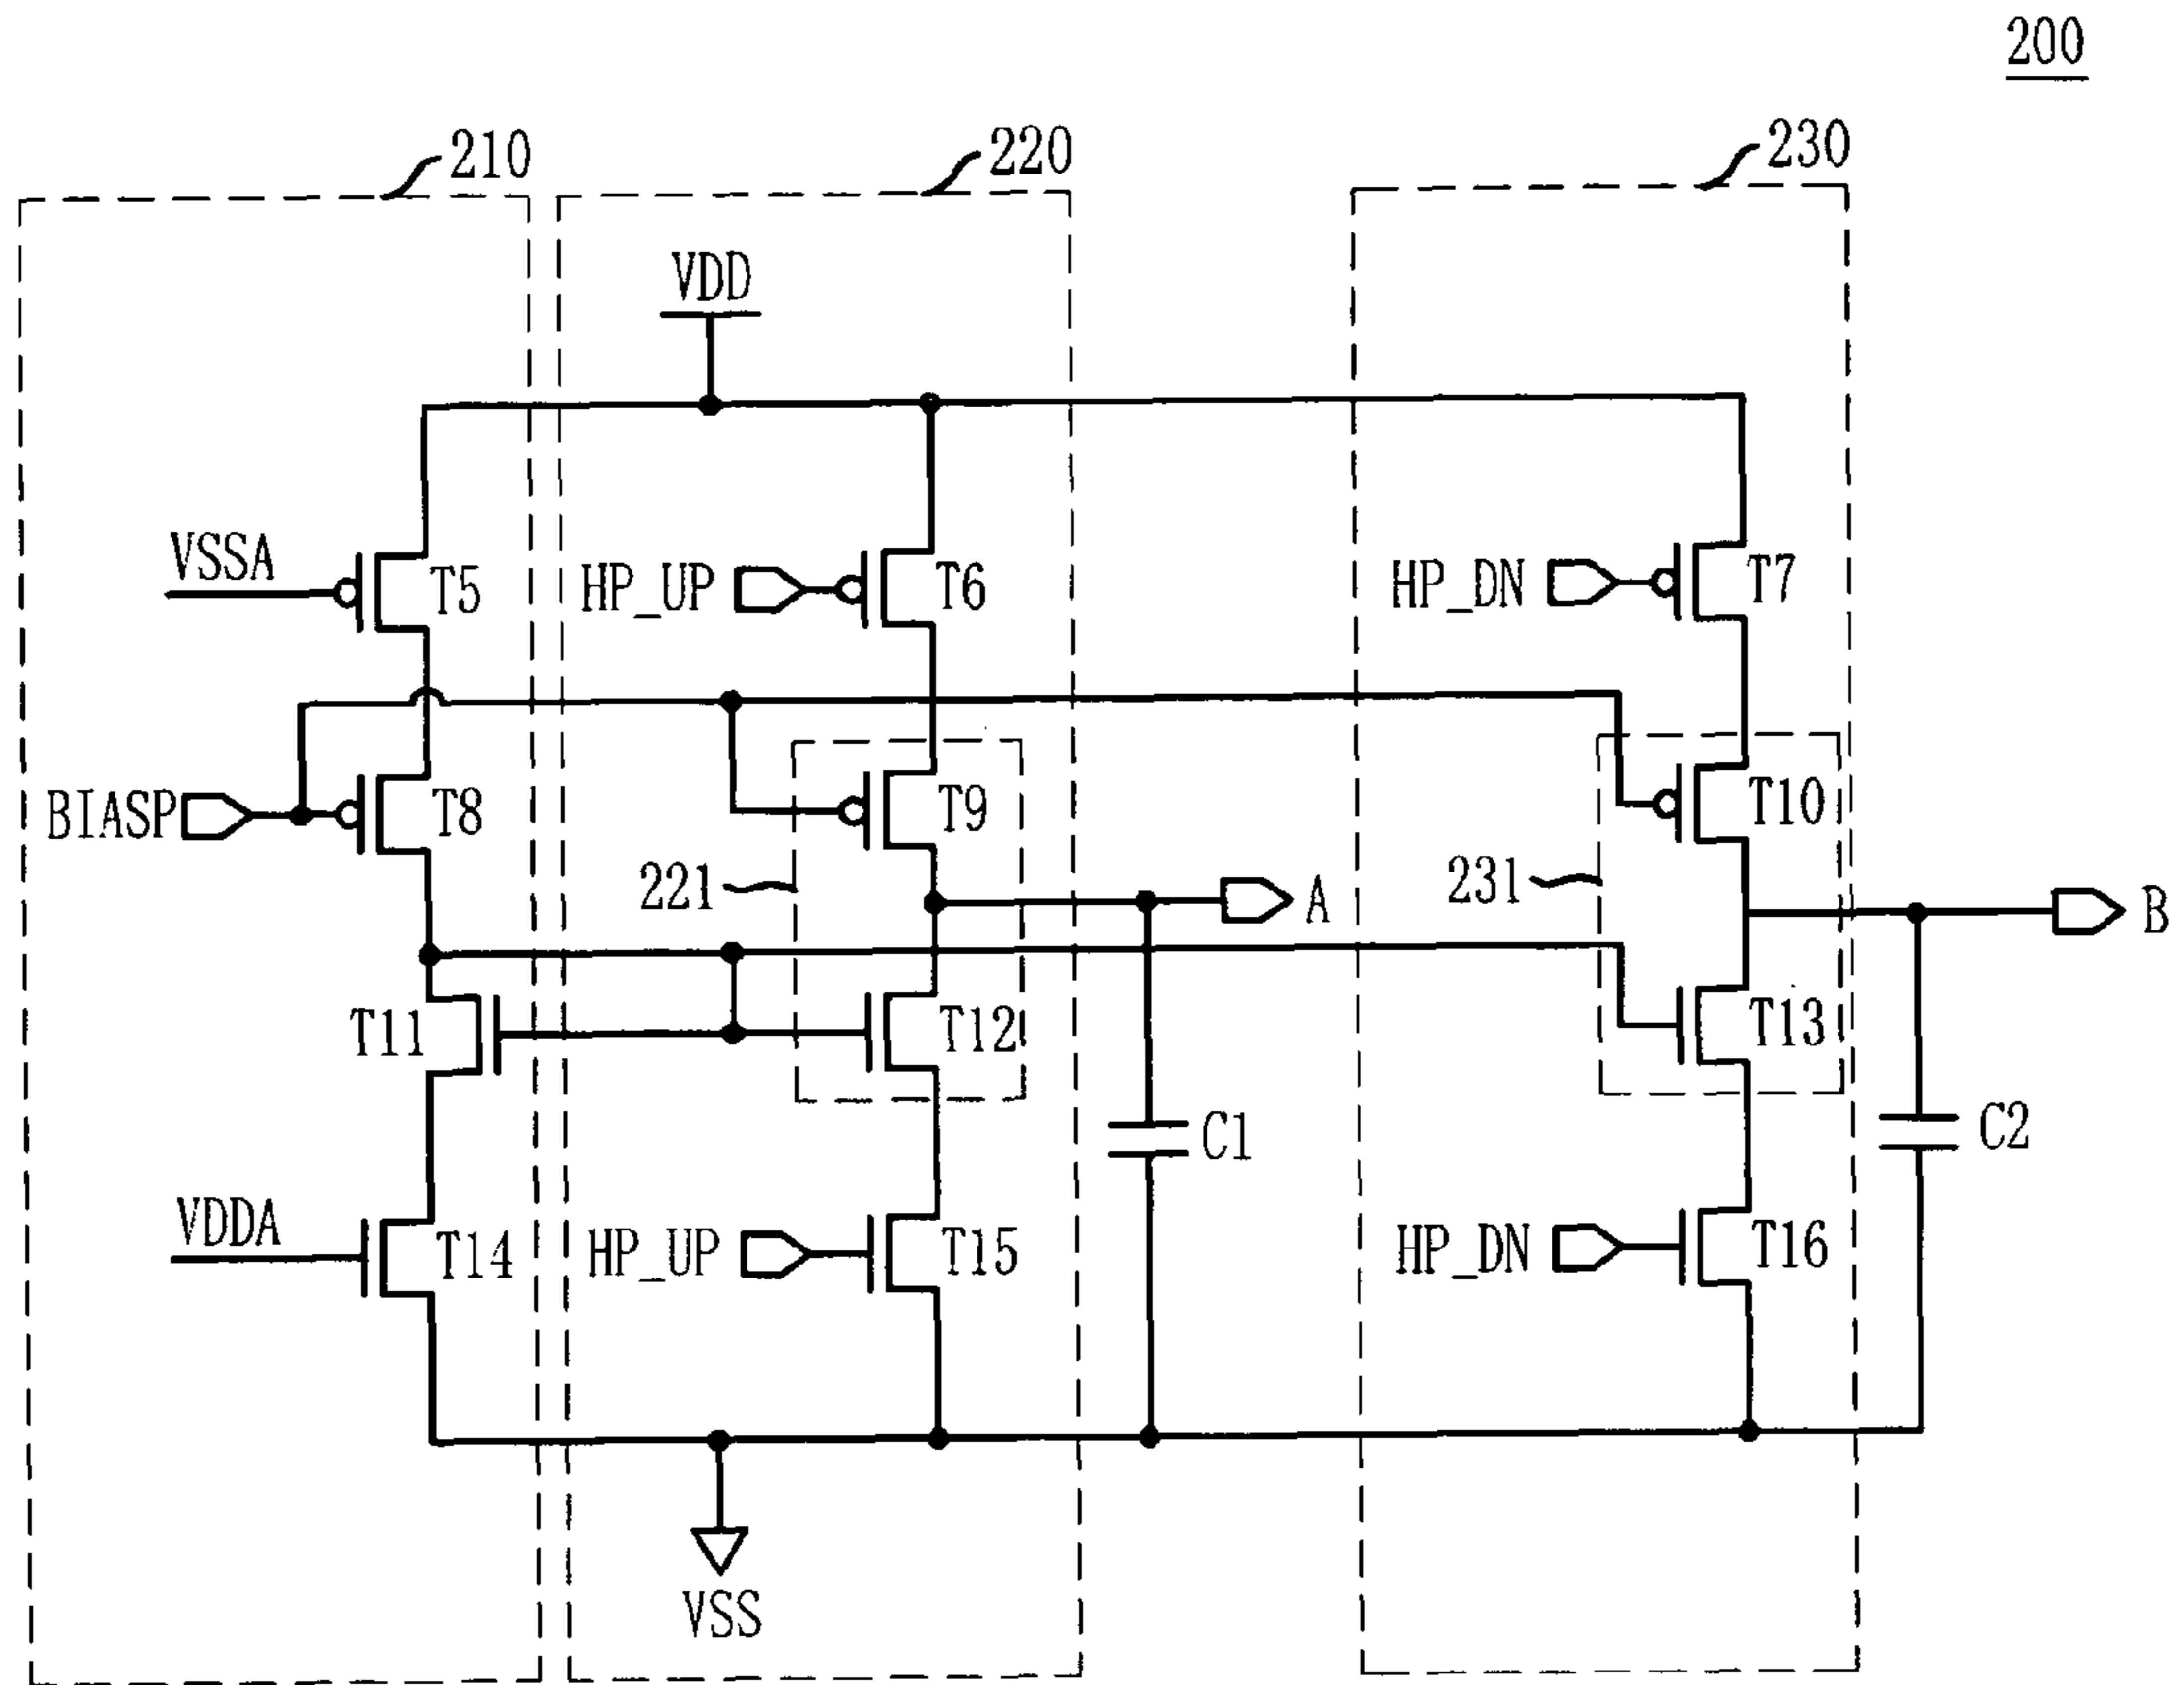 200
210
220
230
VDD
VSSA
T5
HP_UP
T6
HP_DN
T7
BIASP
T8
T9
T10
221
A
231
B
T11
T12
T13
C1
C2
VDDA
T14
HP_UP
T15
HP_DN
T16
VSS